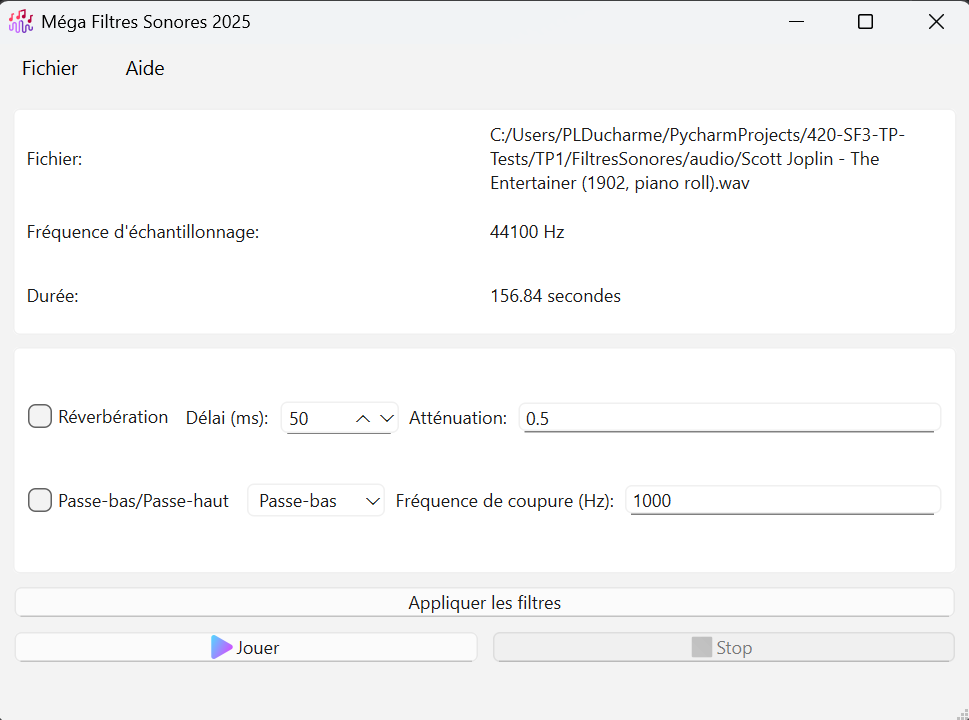 Méga Filtres Sonores 2025
Fichier Aide
Fichier:
C:/Users/PLDucharme/PycharmProjects/420-SF3-TP-
Tests/TP1/FiltresSonores/audio/Scott Joplin - The
Entertainer (1902, piano roll).wav
Fréquence d'échantillonnage: 44100 Hz
Durée: 156.84 secondes
Réverbération Délai (ms): 50 Atténuation: 0.5
Passe-bas/Passe-haut Passe-bas Fréquence de coupure (Hz): 1000
Appliquer les filtres
Jouer Stop